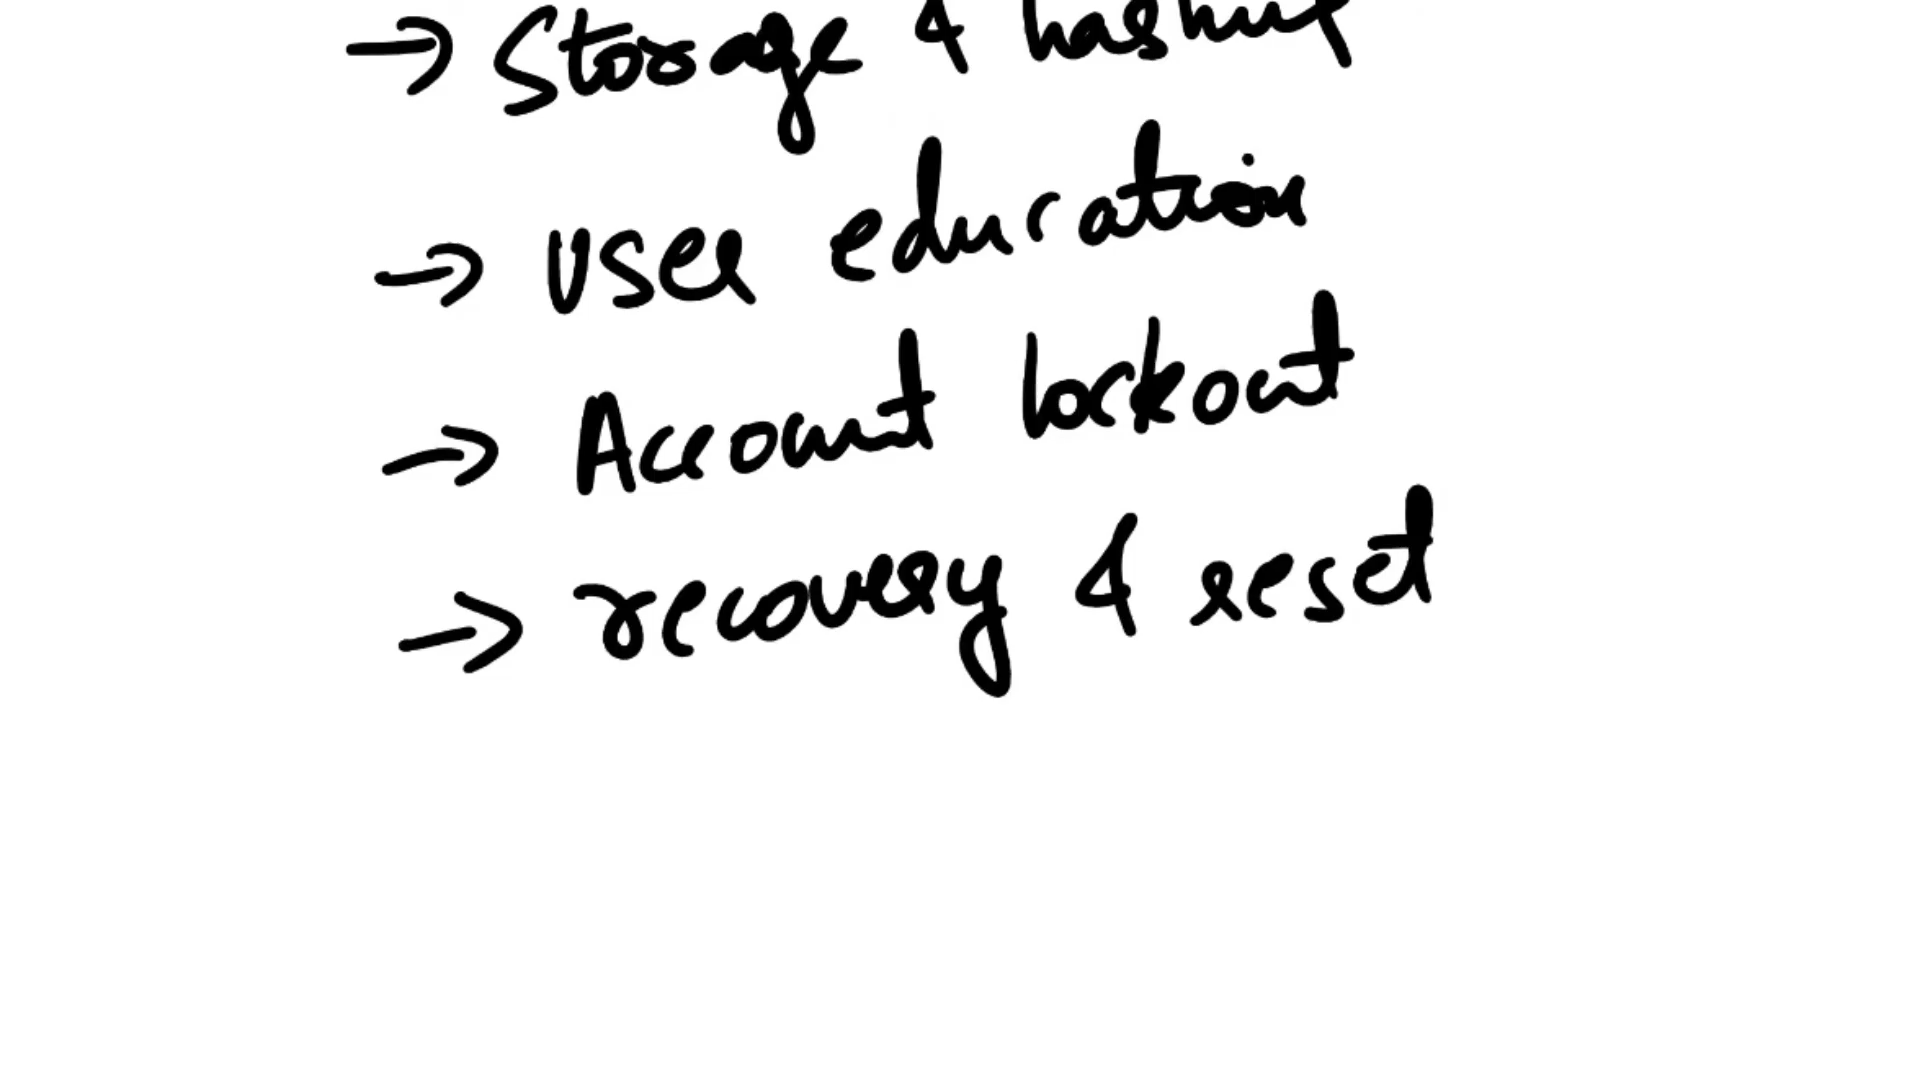 → Storage & hashing
→ User education
→ Account lockout
→ recovery & reset